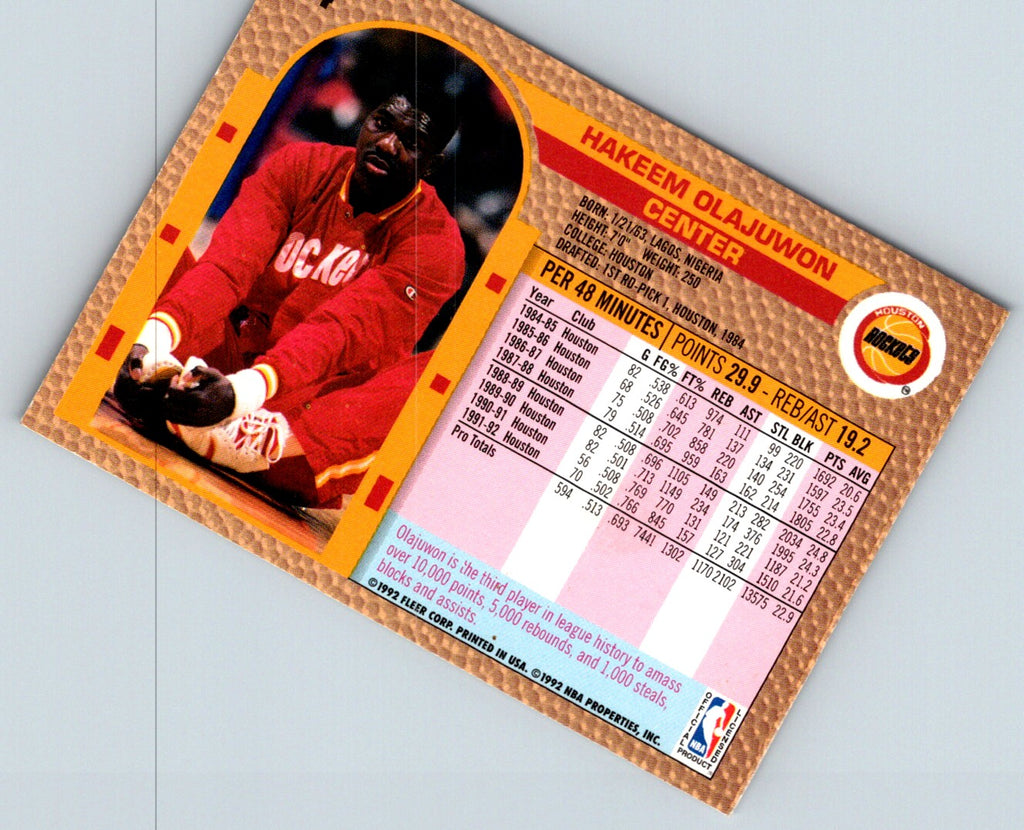 HAKEEM OLAJUWON
CENTER
BORN: 1/21/63, LAGOS, NIGERIA
HEIGHT: 7'0" WEIGHT: 250
COLLEGE: HOUSTON
DRAFTED: 1ST RD-PICK 1, HOUSTON, 1984
HOUSTON
ROCKETS
PER 48 MINUTES | POINTS 29.9 - REB/AST 19.2
Year Club G FG% FT% REB AST STL BLK PTS AVG
1984-85 Houston 82 .538 .613 974 111 99 220 1692 20.6
1985-86 Houston 68 .526 .645 781 137 134 231 1597 23.5
1986-87 Houston 75 .508 .702 858 220 140 254 1755 23.4
1987-88 Houston 79 .514 .695 959 163 162 214 1805 22.8
1988-89 Houston 82 .508 .696 1105 149 213 282 2034 24.8
1989-90 Houston 82 .501 .713 1149 234 174 376 1995 24.3
1990-91 Houston 56 .508 .769 770 131 121 221 1187 21.2
1991-92 Houston 70 .502 .766 845 157 127 304 1510 21.6
Pro Totals 594 .513 .693 7441 1302 1170 2102 13575 22.9
Olajuwon is the third player in league history to amass
over 10,000 points, 5,000 rebounds, and 1,000 steals,
blocks and assists.
©1992 FLEER CORP. PRINTED IN USA. ©1992 NBA PROPERTIES, INC.
OFFICIAL LICENSED
NBA
PRODUCT